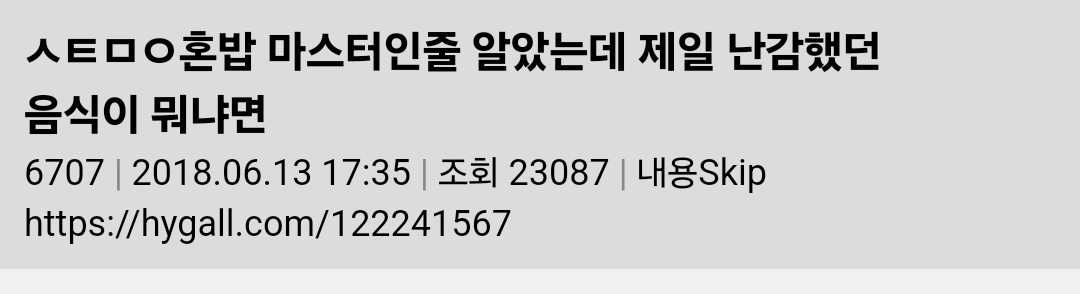 ㅅㅌㅁㅇ혼밥 마스터인줄 알았는데 제일 난감했던
음식이 뭐냐면
6707 | 2018.06.13 17:35 | 조회 23087 | 내용Skip
https://hygall.com/122241567